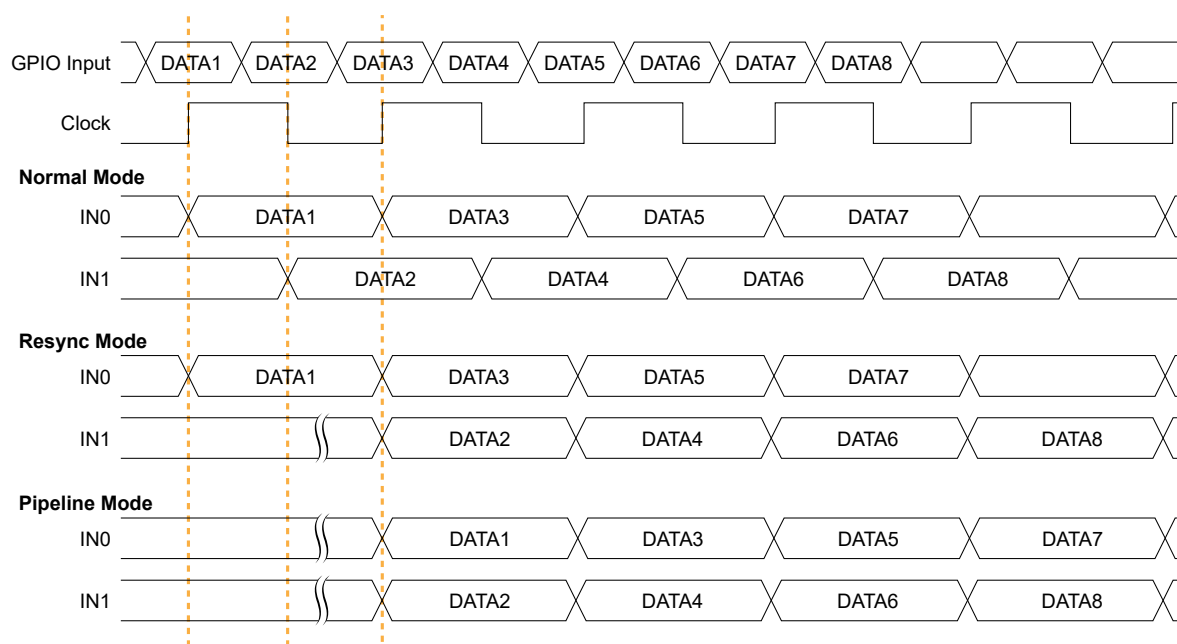 GPIO Input DATA1 DATA2 DATA3 DATA4 DATA5 DATA6 DATA7 DATA8
Clock
Normal Mode
IN0 DATA1 DATA3 DATA5 DATA7
IN1 DATA2 DATA4 DATA6 DATA8
Resync Mode
IN0 DATA1 DATA3 DATA5 DATA7
IN1 DATA2 DATA4 DATA6 DATA8
Pipeline Mode
IN0 DATA1 DATA3 DATA5 DATA7
IN1 DATA2 DATA4 DATA6 DATA8